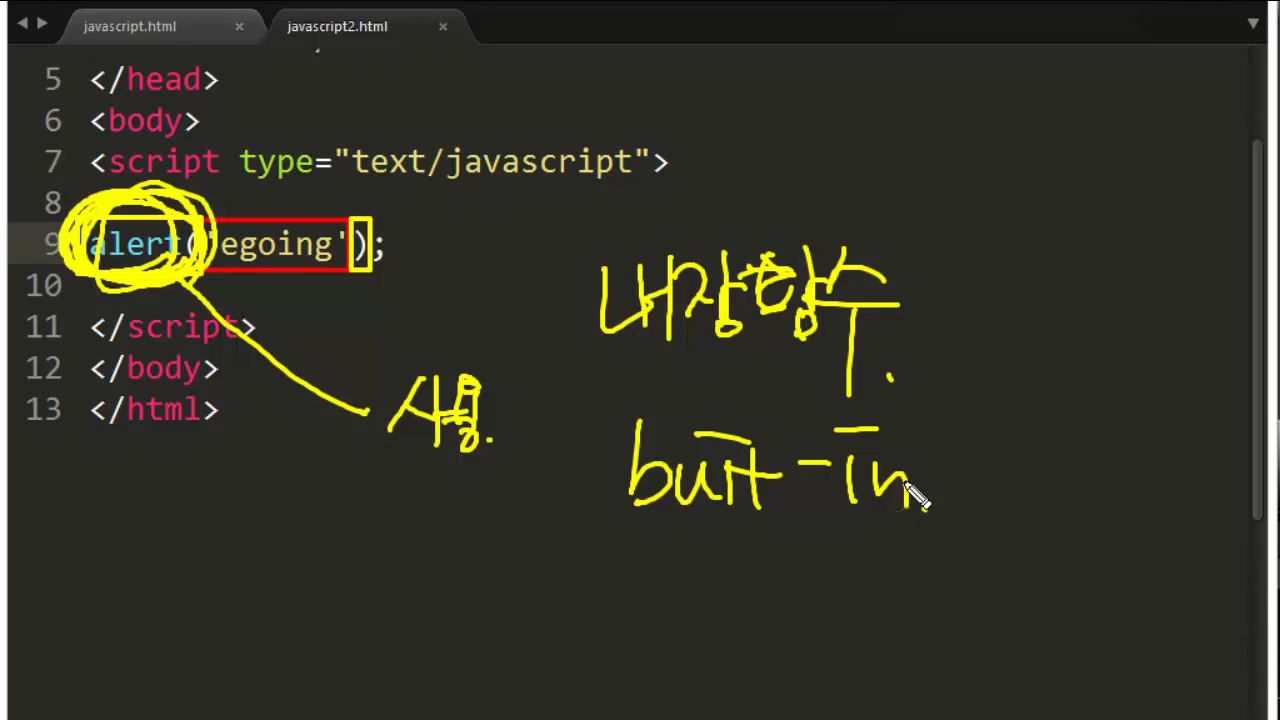 javascript.html
javascript2.html
5 </head>
6 <body>
7 <script type="text/javascript">
8
9 alert('egoing');
10
11 </script>
12 </body>
13 </html>
내장함수.
사용.
built-in